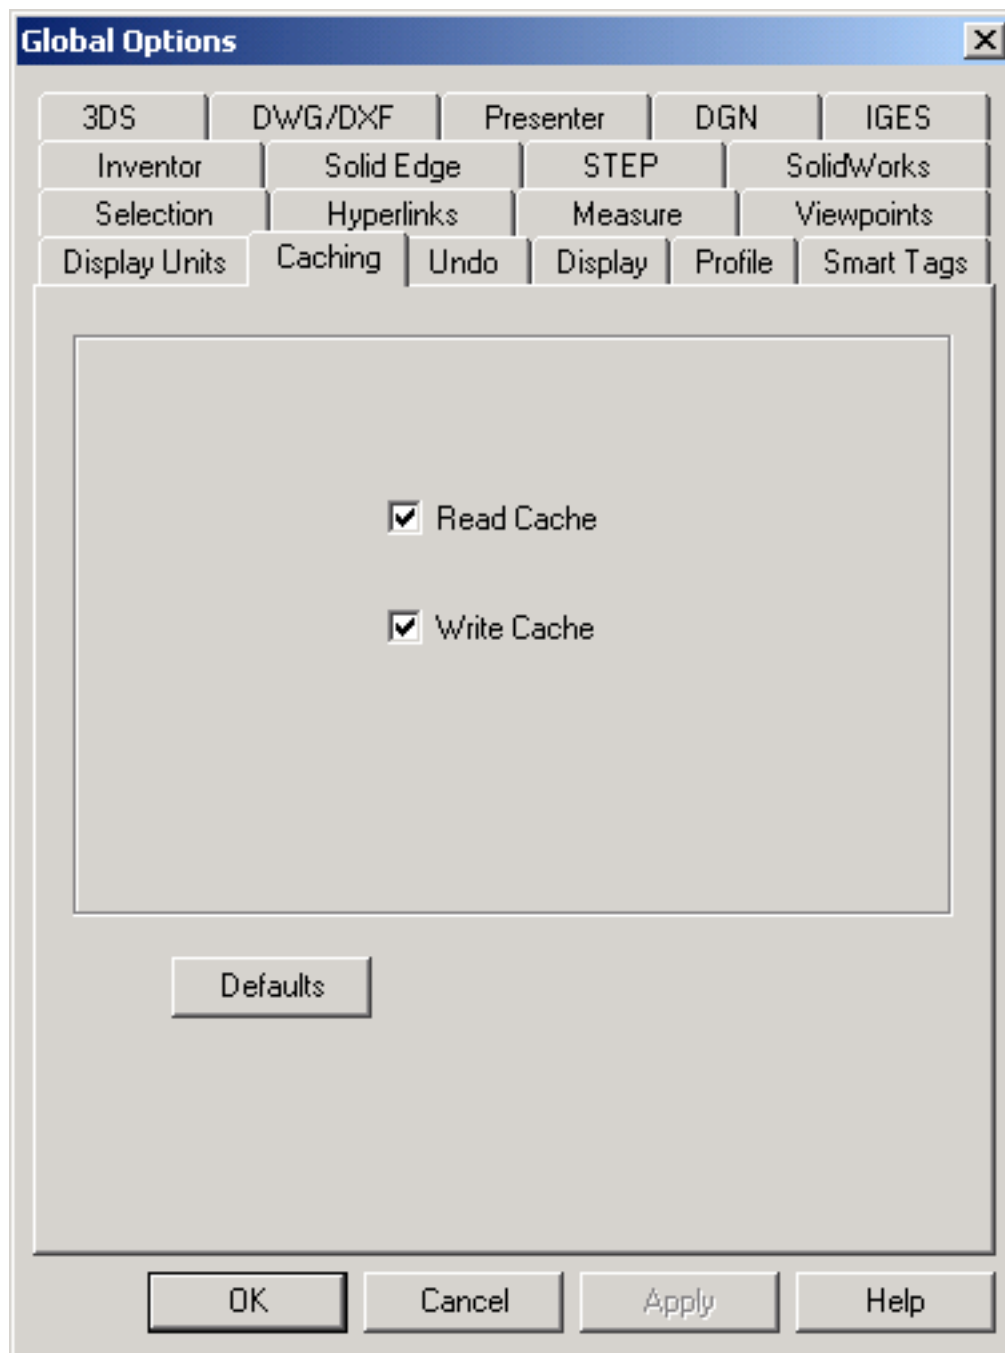 Global Options
3DS DWG/DXF Presenter DGN IGES
Inventor Solid Edge STEP SolidWorks
Selection Hyperlinks Measure Viewpoints
Display Units Caching Undo Display Profile Smart Tags
Read Cache
Write Cache
Defaults
OK Cancel Apply Help